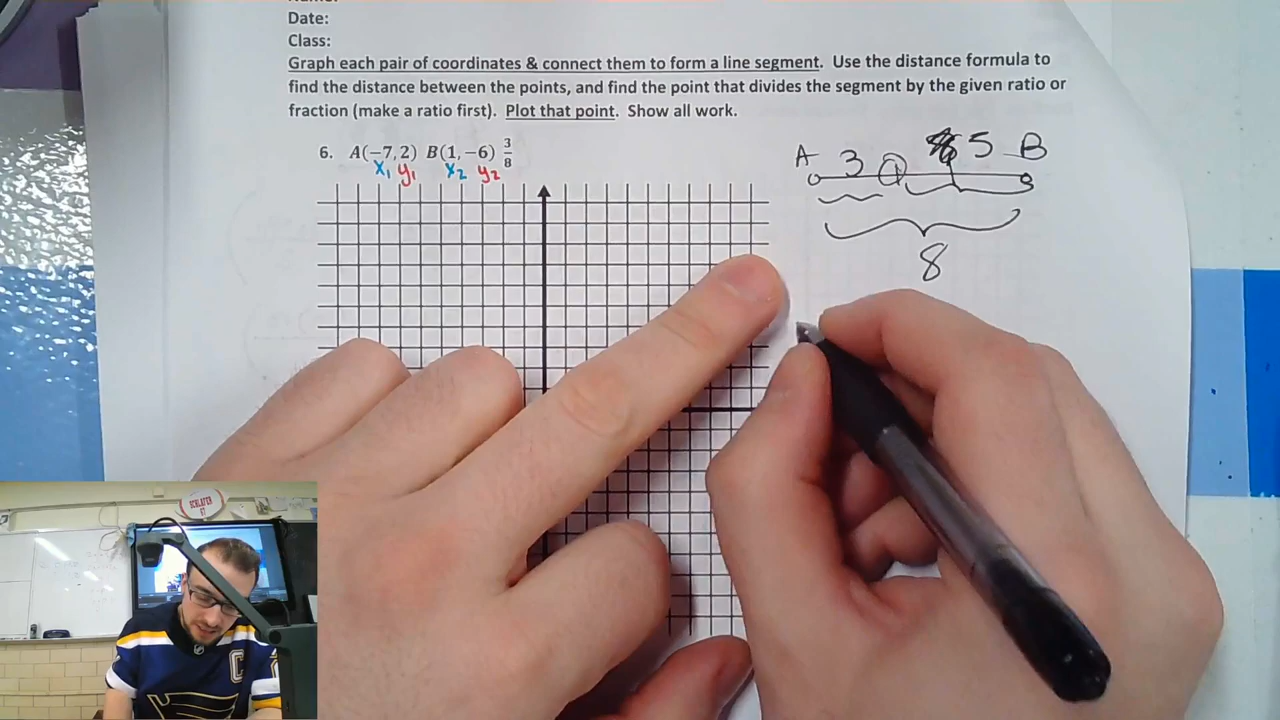 Date:
Class:
Graph each pair of coordinates & connect them to form a line segment. Use the distance formula to
find the distance between the points, and find the point that divides the segment by the given ratio or
fraction (make a ratio first). Plot that point. Show all work.
6. A(−7, 2) B(1, −6) 3/8
x₁ y₁ x₂ y₂
A 3 5 B
8
C